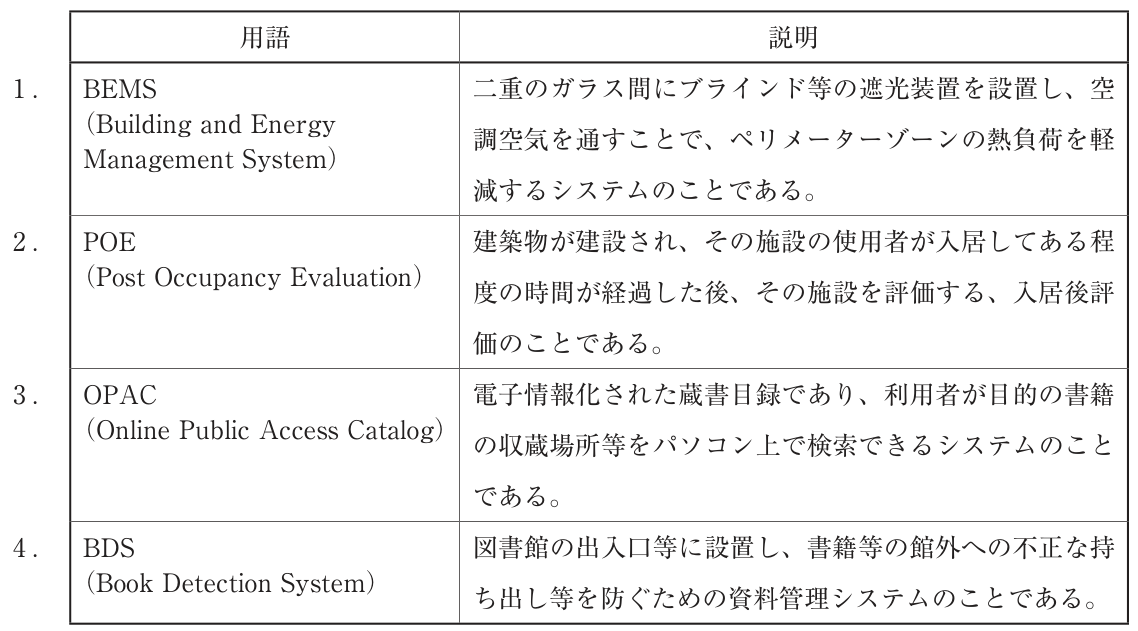 用語 説明
1. BEMS 二重のガラス間にブラインド等の遮光装置を設置し、空
(Building and Energy 調空気を通すことで、ペリメーターゾーンの熱負荷を軽
Management System) 減するシステムのことである。
2. POE 建築物が建設され、その施設の使用者が入居してある程
(Post Occupancy Evaluation) 度の時間が経過した後、その施設を評価する、入居後評
価のことである。
3. OPAC 電子情報化された蔵書目録であり、利用者が目的の書籍
(Online Public Access Catalog) の収蔵場所等をパソコン上で検索できるシステムのこと
である。
4. BDS 図書館の出入口等に設置し、書籍等の館外への不正な持
(Book Detection System) ち出し等を防ぐための資料管理システムのことである。